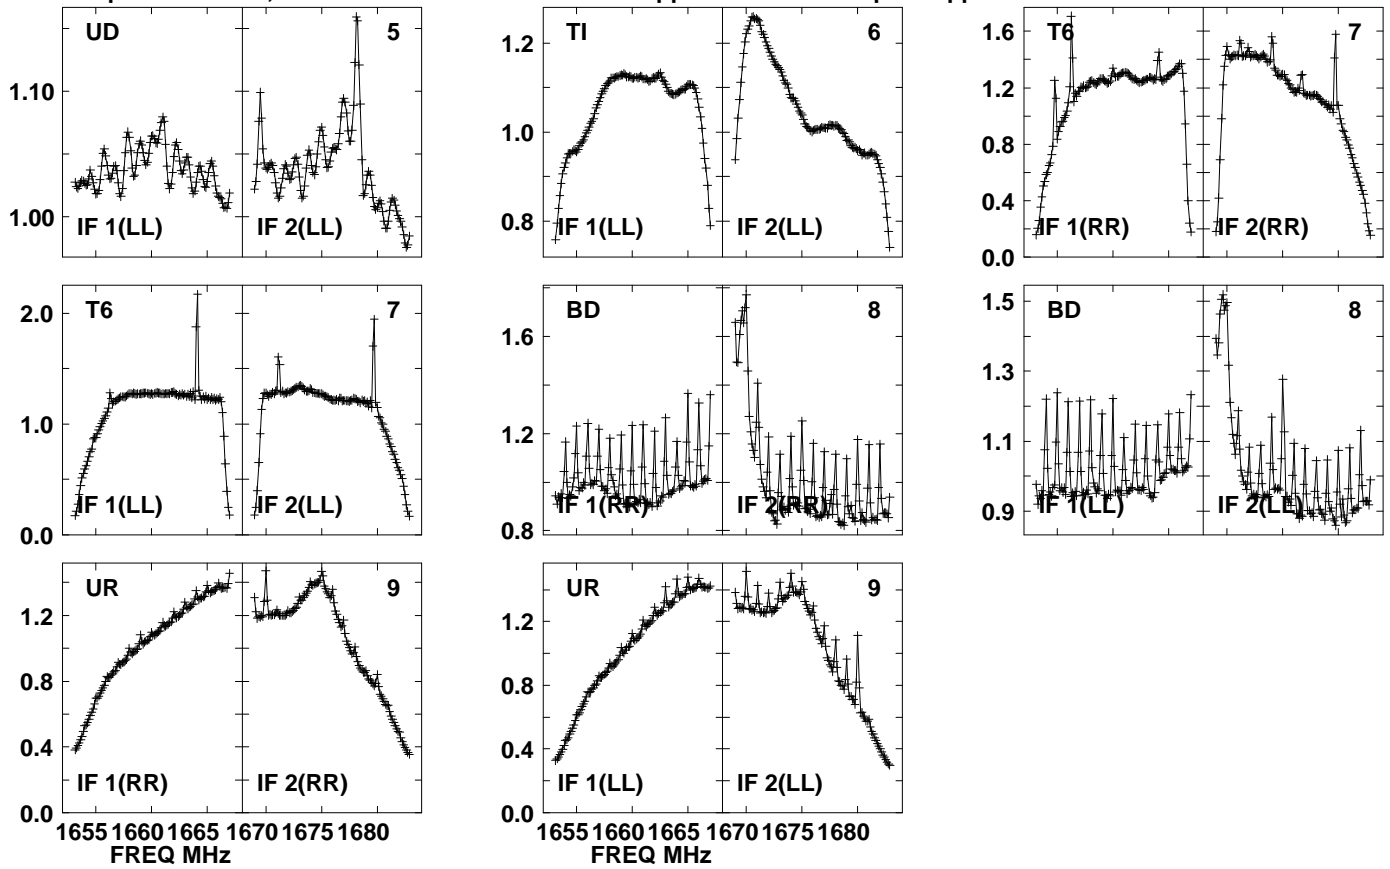 UD 5 TI 6 T6 7
1.10 1.2 1.6
1.2
1.0 0.8
1.00 0.8 0.4
IF 1(LL) IF 2(LL) IF 1(LL) IF 2(LL) IF 1(RR) IF 2(RR)
0.0
T6 7 BD 8 BD 8
2.0 1.6 1.5
1.3
1.0 1.2 1.1
IF 1(LL) IF 2(LL) IF 1(RR) IF 2(RR) IF 1(LL) IF 2(LL)
0.0 0.8 0.9
UR 9 UR 9
1.2 1.2
0.8 0.8
0.4 0.4
IF 1(RR) IF 2(RR) IF 1(LL) IF 2(LL)
0.0 0.0
1655 1660 1665 1670 1675 1680 1655 1660 1665 1670 1675 1680
FREQ MHz FREQ MHz